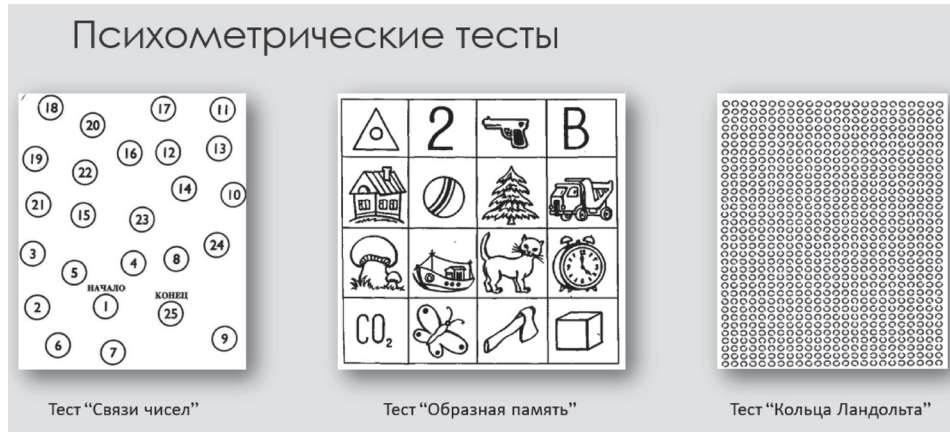 Психометрические тесты
18 17 11
20
16 12 13
19
22
14 10
21 15 23
24
3 4 8
5
НАЧАЛО КОНЕЦ
2 1 25
9
6 7
2 B
CO₂
Тест “Связи чисел” Тест “Образная память” Тест “Кольца Ландольта”